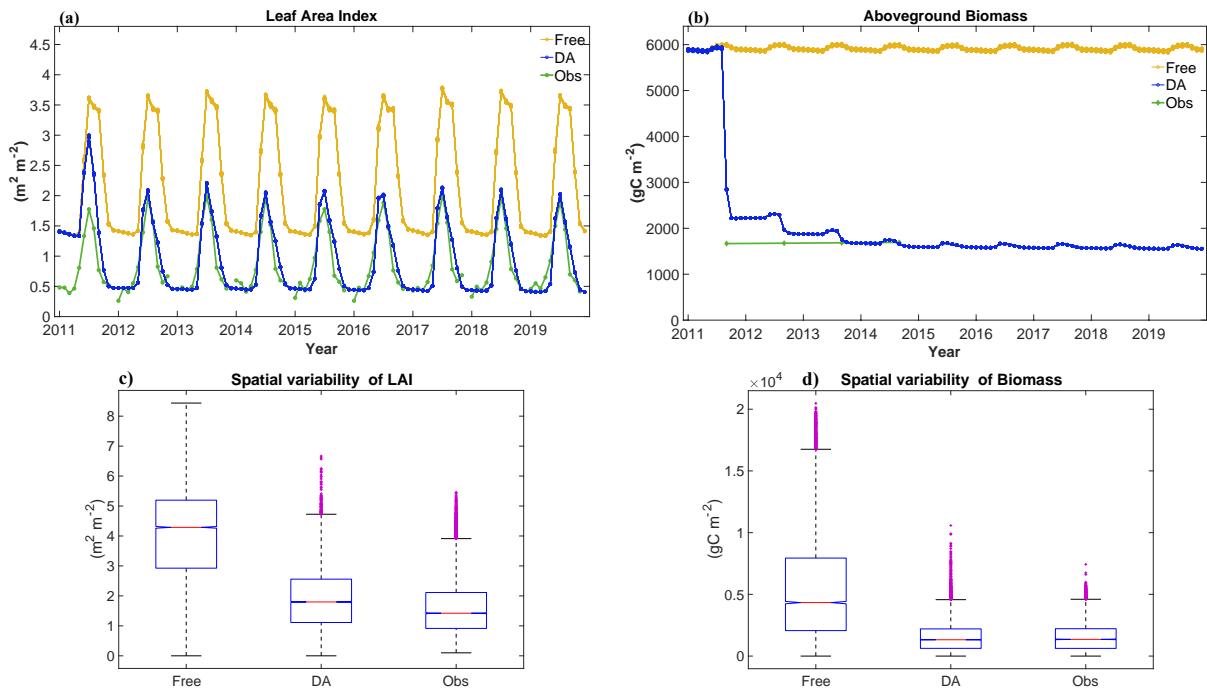 (a)
Leaf Area Index
4.5
4
3.5
3
2.5
2
1.5
1
0.5
0
(m² m⁻²)
Free
DA
Obs
2011 2012 2013 2014 2015 2016 2017 2018 2019
Year
(b)
Aboveground Biomass
6000
5000
4000
3000
2000
1000
0
(gC m⁻²)
Free
DA
Obs
2011 2012 2013 2014 2015 2016 2017 2018 2019
Year
c)
Spatial variability of LAI
8
7
6
5
4
3
2
1
0
(m² m⁻²)
Free DA Obs
d)
Spatial variability of Biomass
×10⁴
2
1.5
1
0.5
0
(gC m⁻²)
Free DA Obs